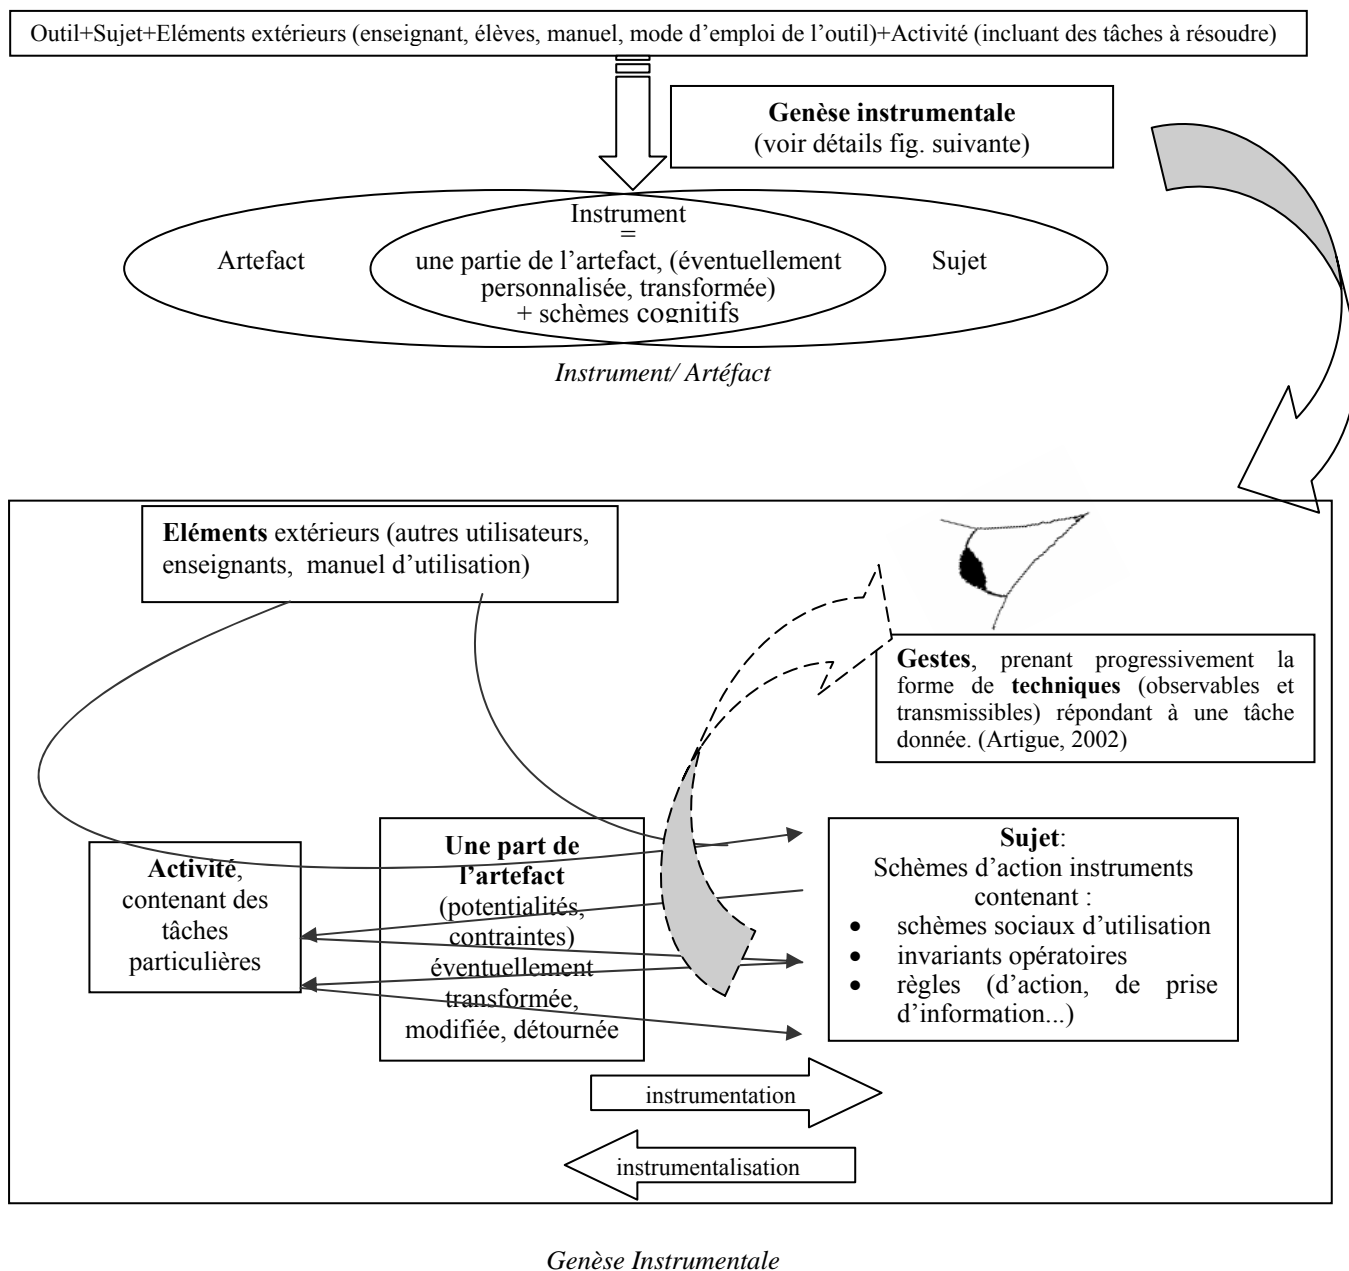 Outil+Sujet+Eléments extérieurs (enseignant, élèves, manuel, mode d’emploi de l’outil)+Activité (incluant des tâches à résoudre)
Genèse instrumentale
(voir détails fig. suivante)
Artefact
Instrument
=
une partie de l’artefact, (éventuellement
personnalisée, transformée)
+ schèmes cognitifs
Sujet
Instrument/ Artéfact
Eléments extérieurs (autres utilisateurs,
enseignants, manuel d’utilisation)
Gestes, prenant progressivement la
forme de techniques (observables et
transmissibles) répondant à une tâche
donnée. (Artigue, 2002)
Activité,
contenant des
tâches
particulières
Une part de
l’artefact
(potentialités,
contraintes)
éventuellement
transformée,
modifiée, détournée
Sujet:
Schèmes d’action instruments
contenant :
• schèmes sociaux d’utilisation
• invariants opératoires
• règles (d’action, de prise
d’information...)
instrumentation
instrumentalisation
Genèse Instrumentale